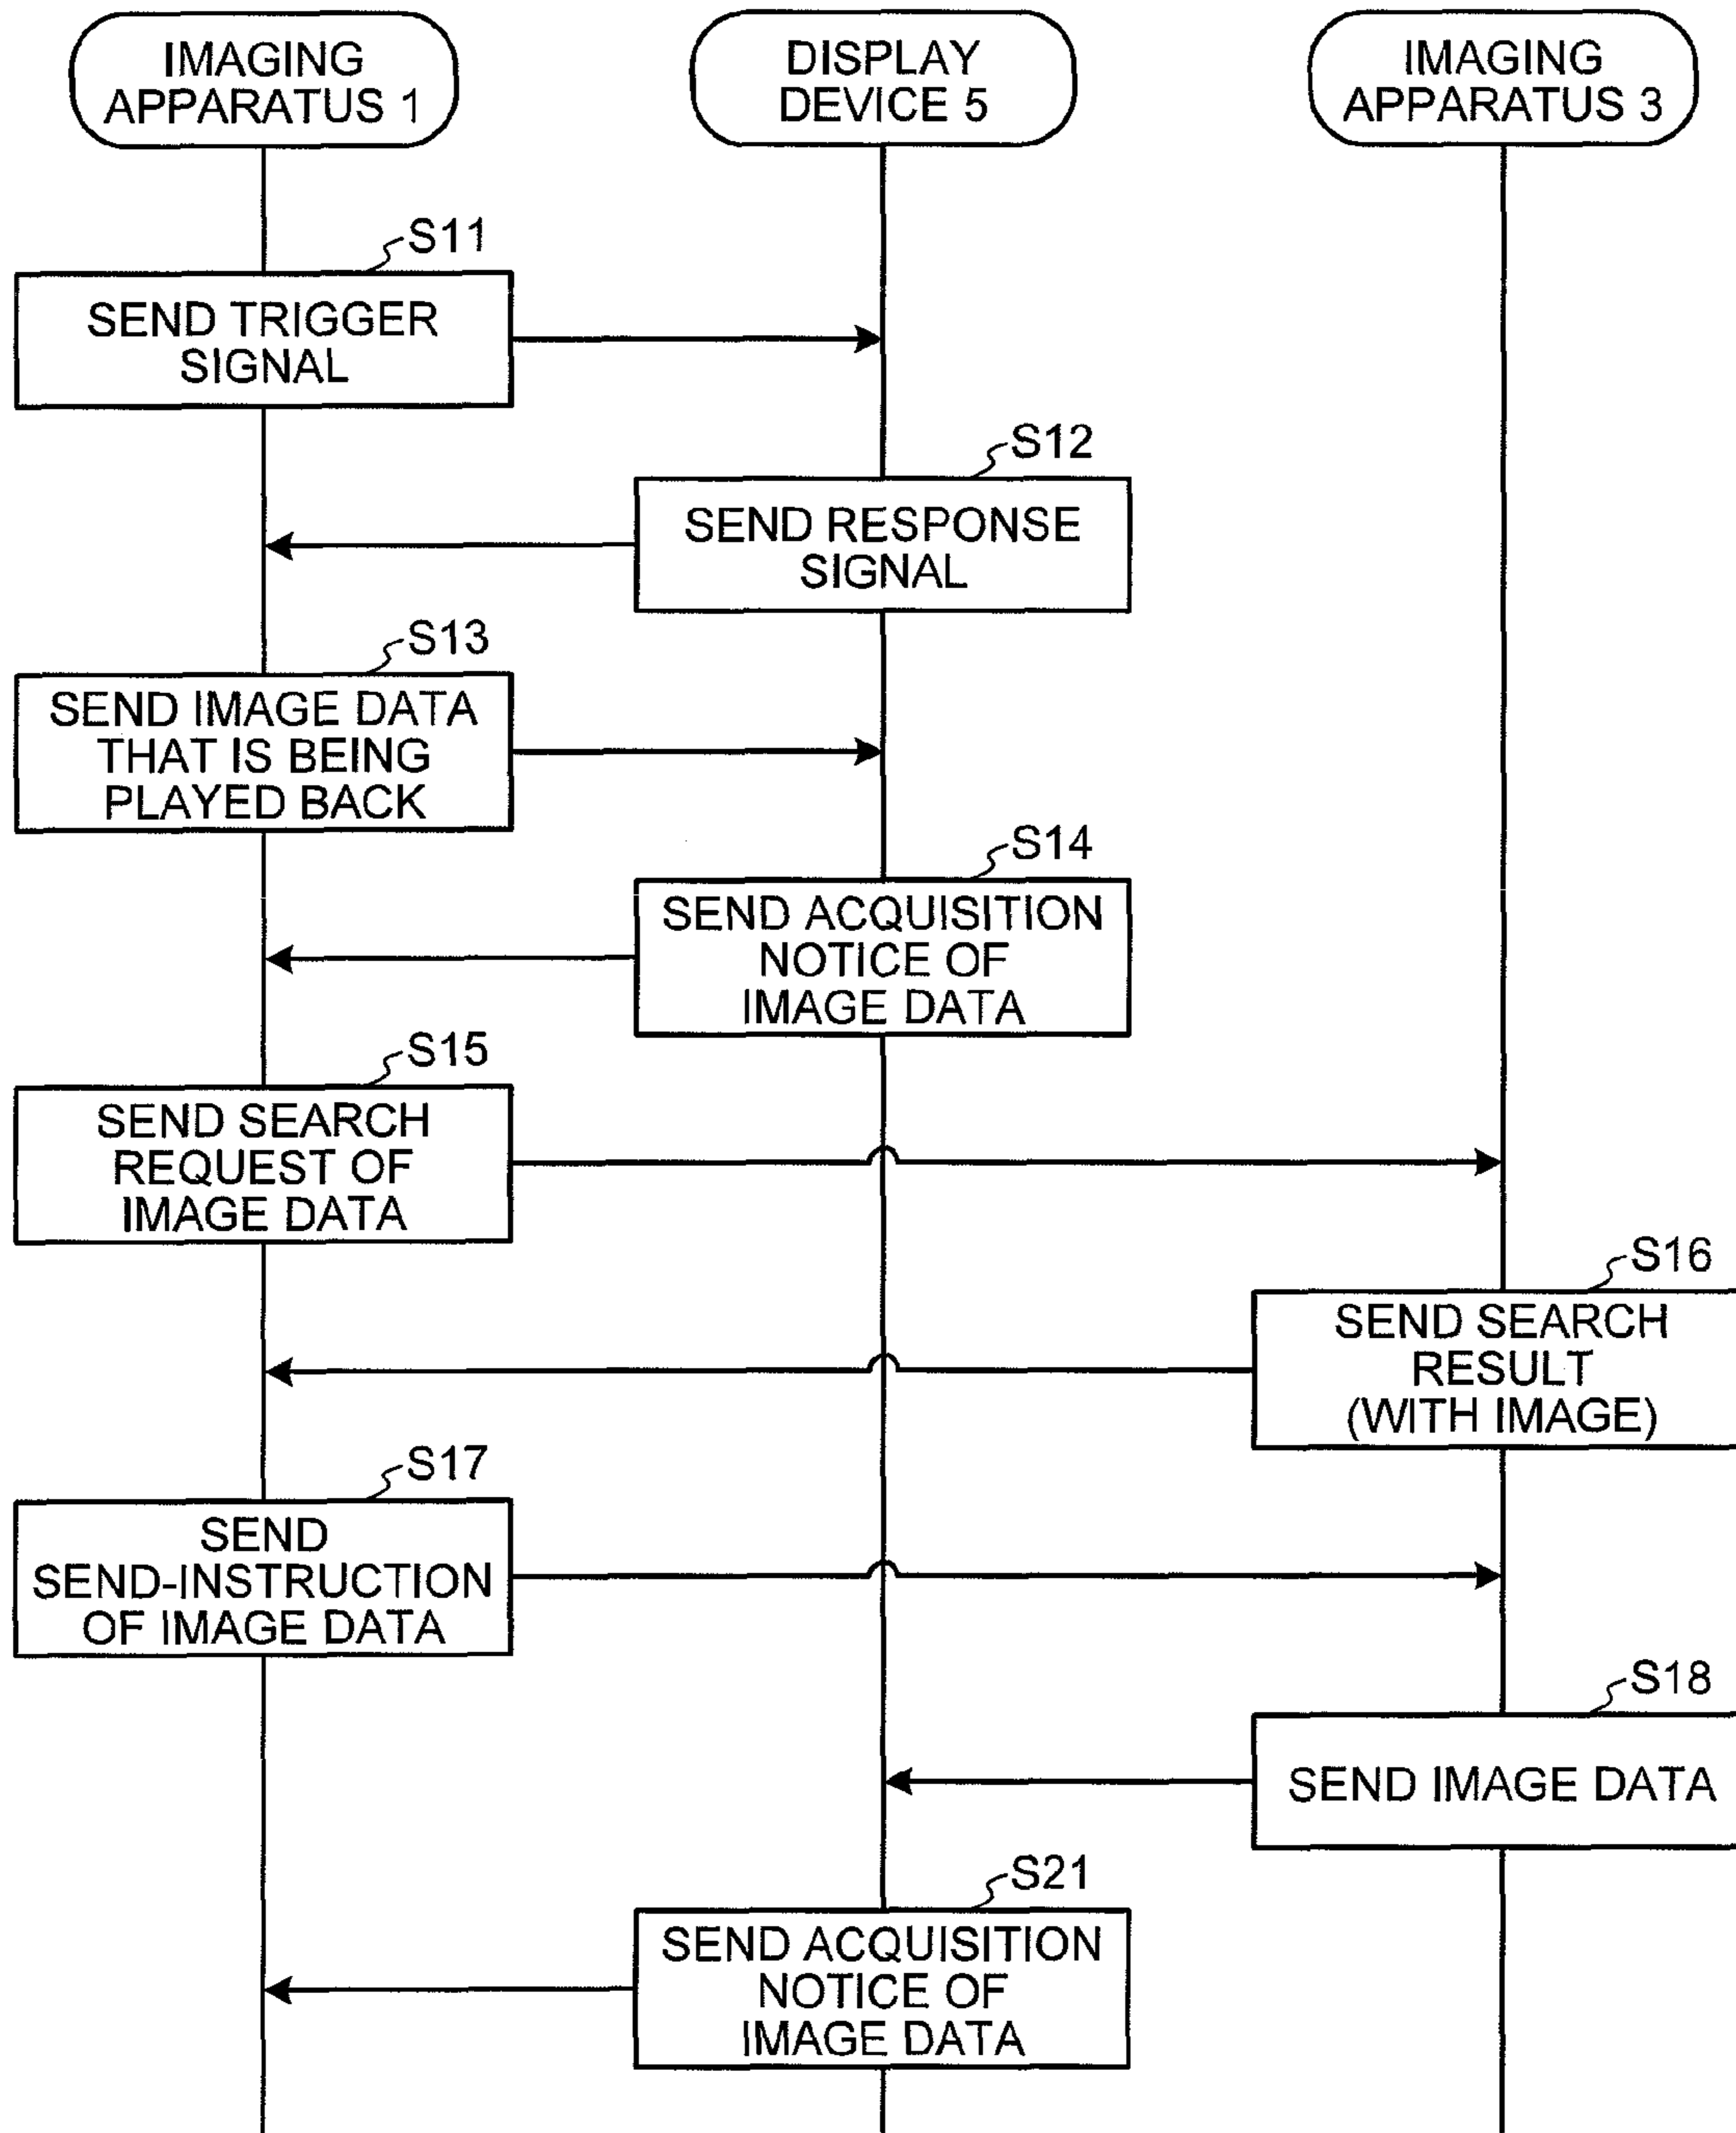 IMAGING
APPARATUS 1
DISPLAY
DEVICE 5
IMAGING
APPARATUS 3
S11
SEND TRIGGER
SIGNAL
S12
SEND RESPONSE
SIGNAL
S13
SEND IMAGE DATA
THAT IS BEING
PLAYED BACK
S14
SEND ACQUISITION
NOTICE OF
IMAGE DATA
S15
SEND SEARCH
REQUEST OF
IMAGE DATA
S16
SEND SEARCH
RESULT
(WITH IMAGE)
S17
SEND
SEND-INSTRUCTION
OF IMAGE DATA
S18
SEND IMAGE DATA
S21
SEND ACQUISITION
NOTICE OF
IMAGE DATA